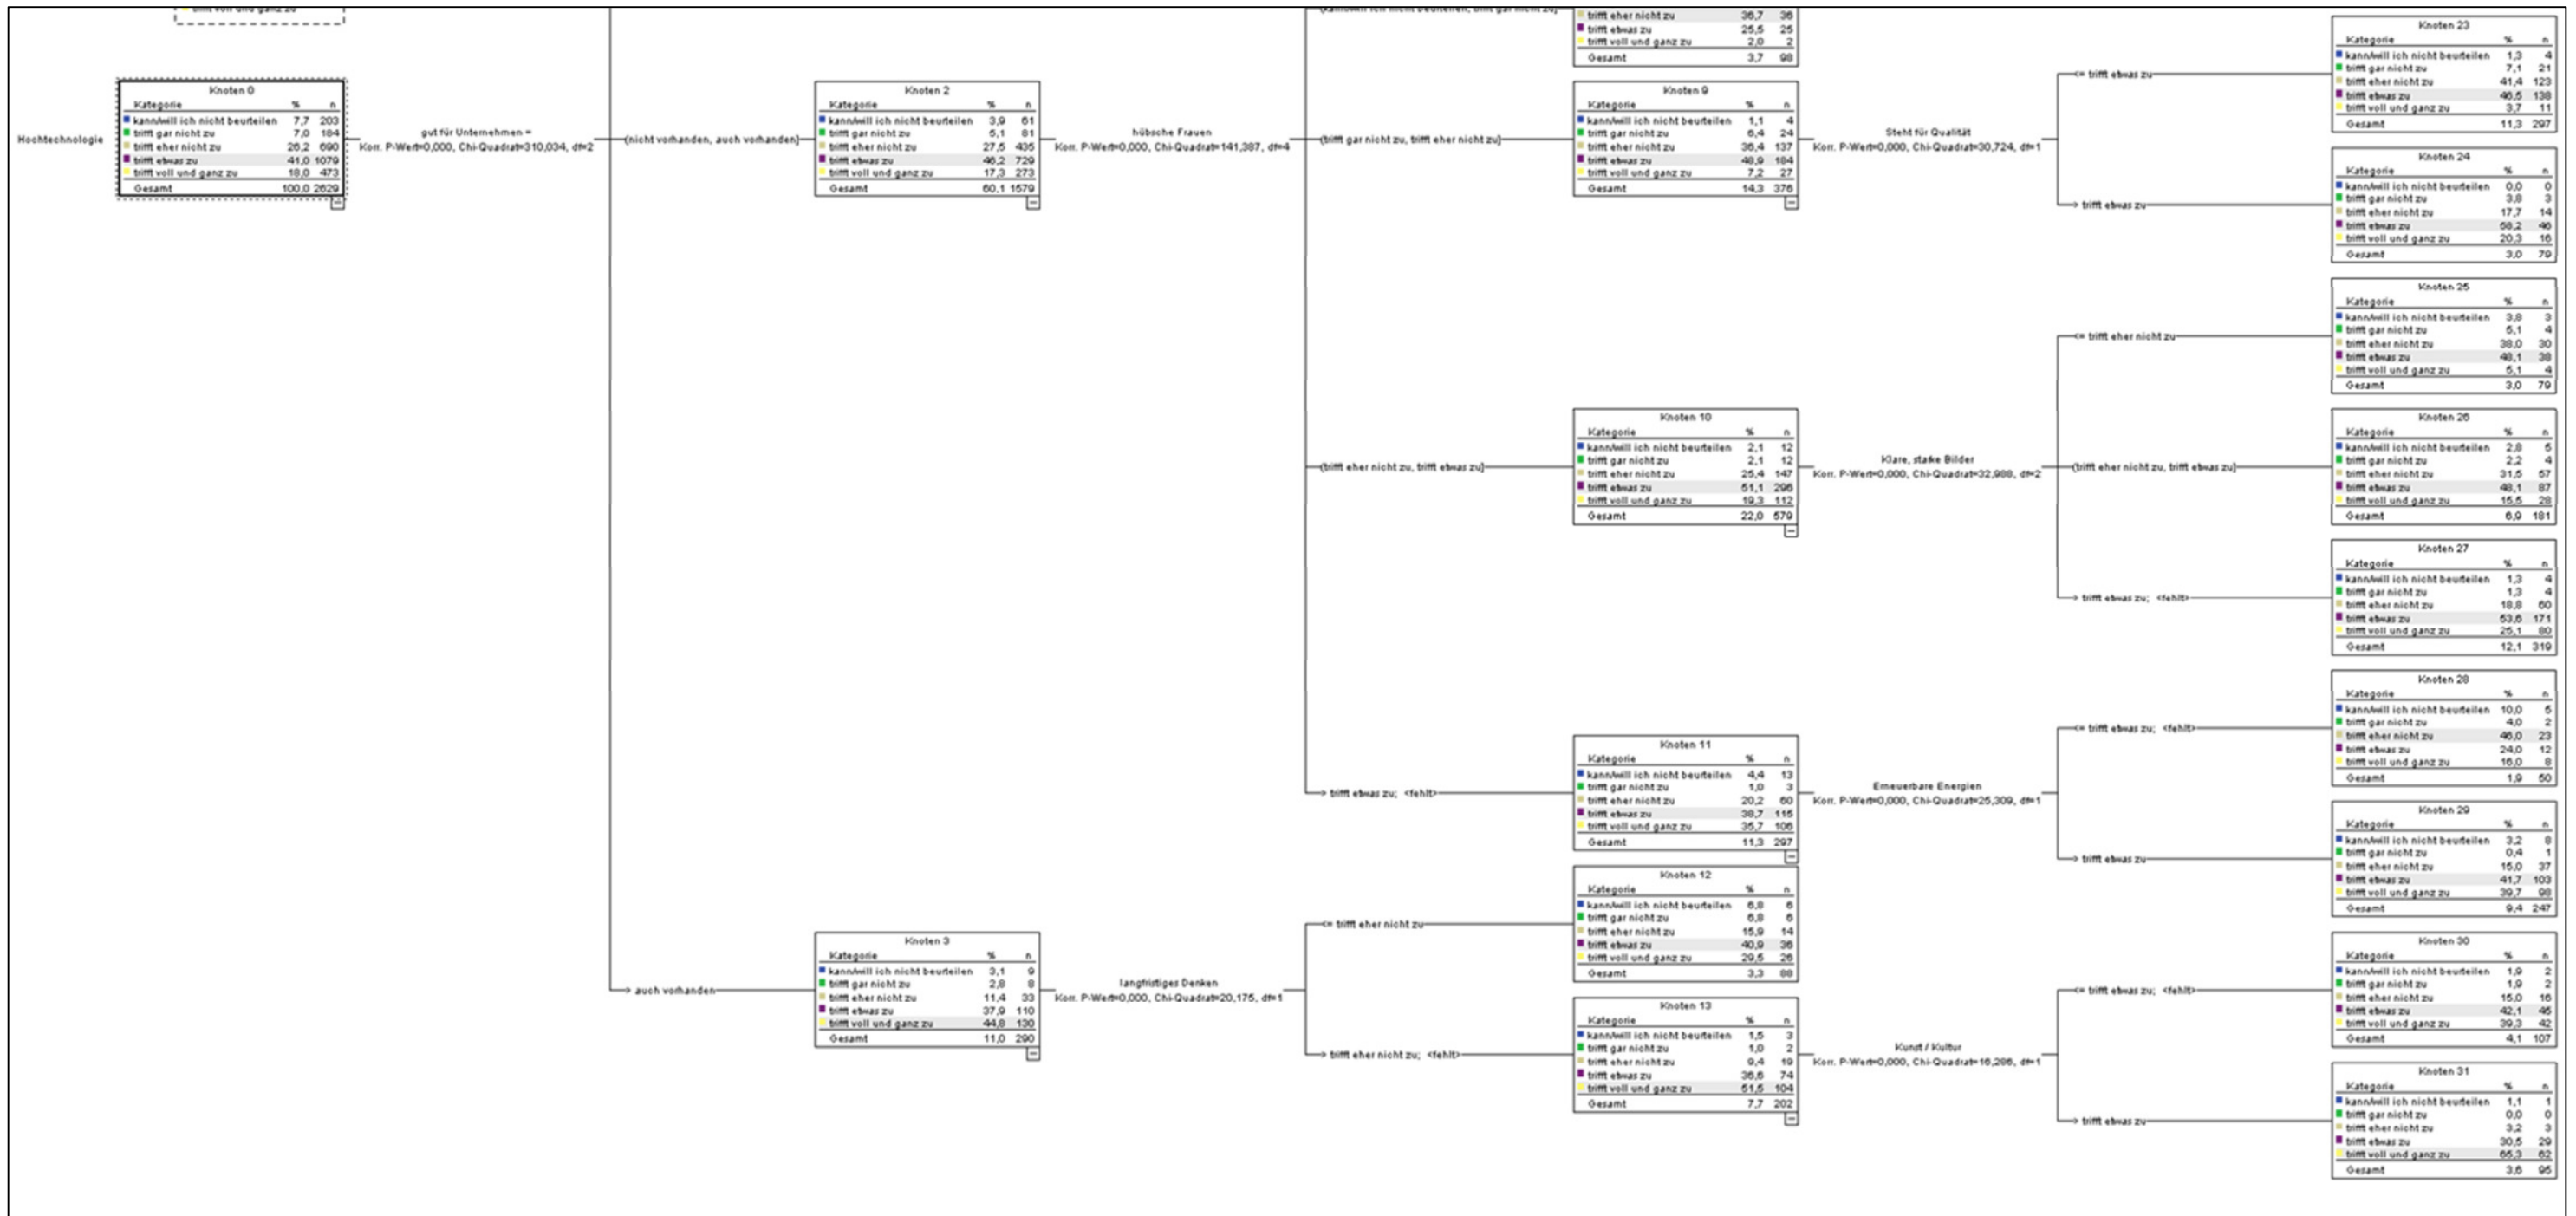 trifft voll und ganz zu
Hochtechnologie
Knoten 0
Kategorie % n
kann/will ich nicht beurteilen 7,7 203
trifft gar nicht zu 7,0 184
trifft eher nicht zu 26,2 690
trifft etwas zu 41,0 1079
trifft voll und ganz zu 18,0 473
Gesamt 100,0 2629
gut für Unternehmen =
Korr. P-Wert=0,000, Chi-Quadrat=310,034, df=2
(nicht vorhanden, auch vorhanden]
Knoten 2
Kategorie % n
kann/will ich nicht beurteilen 3,9 61
trifft gar nicht zu 5,1 81
trifft eher nicht zu 27,5 435
trifft etwas zu 46,2 729
trifft voll und ganz zu 17,3 273
Gesamt 60,1 1579
hübsche Frauen
Korr. P-Wert=0,000, Chi-Quadrat=141,387, df=4
(kann/will ich nicht beurteilen, trifft gar nicht zu]
trifft eher nicht zu 36,7 36
trifft etwas zu 25,5 25
trifft voll und ganz zu 2,0 2
Gesamt 3,7 98
(trifft gar nicht zu, trifft eher nicht zu]
Knoten 9
Kategorie % n
kann/will ich nicht beurteilen 1,1 4
trifft gar nicht zu 6,4 24
trifft eher nicht zu 36,4 137
trifft etwas zu 48,9 184
trifft voll und ganz zu 7,2 27
Gesamt 14,3 376
Steht für Qualität
Korr. P-Wert=0,000, Chi-Quadrat=30,724, df=1
<= trifft etwas zu
Knoten 23
Kategorie % n
kann/will ich nicht beurteilen 1,3 4
trifft gar nicht zu 7,1 21
trifft eher nicht zu 41,4 123
trifft etwas zu 46,5 138
trifft voll und ganz zu 3,7 11
Gesamt 11,3 297
> trifft etwas zu
Knoten 24
Kategorie % n
kann/will ich nicht beurteilen 0,0 0
trifft gar nicht zu 3,8 3
trifft eher nicht zu 17,7 14
trifft etwas zu 58,2 46
trifft voll und ganz zu 20,3 16
Gesamt 3,0 79
(trifft eher nicht zu, trifft etwas zu]
Knoten 10
Kategorie % n
kann/will ich nicht beurteilen 2,1 12
trifft gar nicht zu 2,1 12
trifft eher nicht zu 25,4 147
trifft etwas zu 51,1 296
trifft voll und ganz zu 19,3 112
Gesamt 22,0 579
Klare, starke Bilder
Korr. P-Wert=0,000, Chi-Quadrat=32,988, df=2
<= trifft eher nicht zu
Knoten 25
Kategorie % n
kann/will ich nicht beurteilen 3,8 3
trifft gar nicht zu 5,1 4
trifft eher nicht zu 38,0 30
trifft etwas zu 48,1 38
trifft voll und ganz zu 5,1 4
Gesamt 3,0 79
(trifft eher nicht zu, trifft etwas zu]
Knoten 26
Kategorie % n
kann/will ich nicht beurteilen 2,8 5
trifft gar nicht zu 2,2 4
trifft eher nicht zu 31,5 57
trifft etwas zu 48,1 87
trifft voll und ganz zu 15,5 28
Gesamt 6,9 181
> trifft etwas zu; <fehlt>
Knoten 27
Kategorie % n
kann/will ich nicht beurteilen 1,3 4
trifft gar nicht zu 1,3 4
trifft eher nicht zu 18,8 60
trifft etwas zu 53,6 171
trifft voll und ganz zu 25,1 80
Gesamt 12,1 319
> trifft etwas zu; <fehlt>
Knoten 11
Kategorie % n
kann/will ich nicht beurteilen 4,4 13
trifft gar nicht zu 1,0 3
trifft eher nicht zu 20,2 60
trifft etwas zu 38,7 115
trifft voll und ganz zu 35,7 106
Gesamt 11,3 297
Erneuerbare Energien
Korr. P-Wert=0,000, Chi-Quadrat=25,309, df=1
<= trifft etwas zu; <fehlt>
Knoten 28
Kategorie % n
kann/will ich nicht beurteilen 10,0 5
trifft gar nicht zu 4,0 2
trifft eher nicht zu 46,0 23
trifft etwas zu 24,0 12
trifft voll und ganz zu 16,0 8
Gesamt 1,9 50
> trifft etwas zu
Knoten 29
Kategorie % n
kann/will ich nicht beurteilen 3,2 8
trifft gar nicht zu 0,4 1
trifft eher nicht zu 15,0 37
trifft etwas zu 41,7 103
trifft voll und ganz zu 39,7 98
Gesamt 9,4 247
> auch vorhanden
Knoten 3
Kategorie % n
kann/will ich nicht beurteilen 3,1 9
trifft gar nicht zu 2,8 8
trifft eher nicht zu 11,4 33
trifft etwas zu 37,9 110
trifft voll und ganz zu 44,8 130
Gesamt 11,0 290
langfristiges Denken
Korr. P-Wert=0,000, Chi-Quadrat=20,175, df=1
<= trifft eher nicht zu
Knoten 12
Kategorie % n
kann/will ich nicht beurteilen 6,8 6
trifft gar nicht zu 6,8 6
trifft eher nicht zu 15,9 14
trifft etwas zu 40,9 36
trifft voll und ganz zu 29,5 26
Gesamt 3,3 88
> trifft eher nicht zu; <fehlt>
Knoten 13
Kategorie % n
kann/will ich nicht beurteilen 1,5 3
trifft gar nicht zu 1,0 2
trifft eher nicht zu 9,4 19
trifft etwas zu 36,6 74
trifft voll und ganz zu 51,5 104
Gesamt 7,7 202
Kunst / Kultur
Korr. P-Wert=0,000, Chi-Quadrat=16,286, df=1
<= trifft etwas zu; <fehlt>
Knoten 30
Kategorie % n
kann/will ich nicht beurteilen 1,9 2
trifft gar nicht zu 1,9 2
trifft eher nicht zu 15,0 16
trifft etwas zu 42,1 45
trifft voll und ganz zu 39,3 42
Gesamt 4,1 107
> trifft etwas zu
Knoten 31
Kategorie % n
kann/will ich nicht beurteilen 1,1 1
trifft gar nicht zu 0,0 0
trifft eher nicht zu 3,2 3
trifft etwas zu 30,5 29
trifft voll und ganz zu 65,3 62
Gesamt 3,6 95